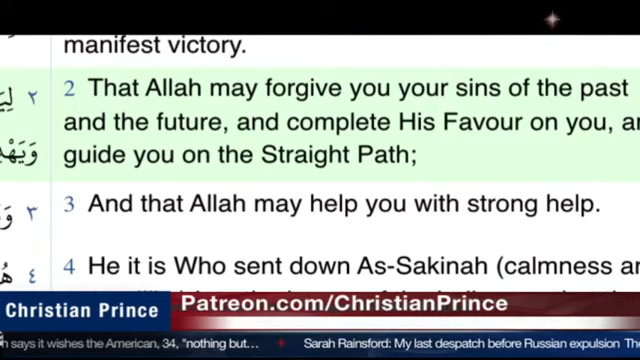 manifest victory.
2 That Allah may forgive you your sins of the past
and the future, and complete His Favour on you,
guide you on the Straight Path;
٢
3 And that Allah may help you with strong help.
٣
4 He it is Who sent down As-Sakinah (calmness
٤
Christian Prince
Patreon.com/ChristianPrince
says it wishes the American, 34, "nothing but...
Sarah Rainsford: My last despatch before Russian expulsion